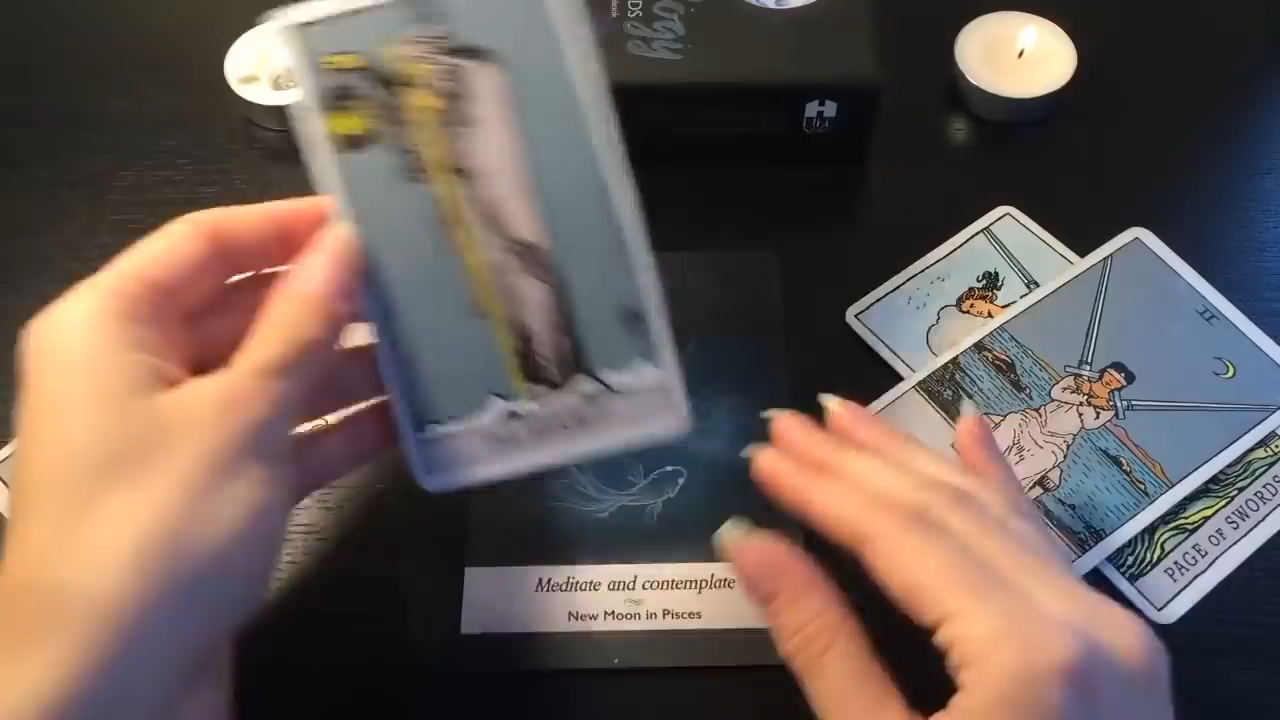 II
PAGE OF SWORDS
Meditate and contemplate
New Moon in Pisces